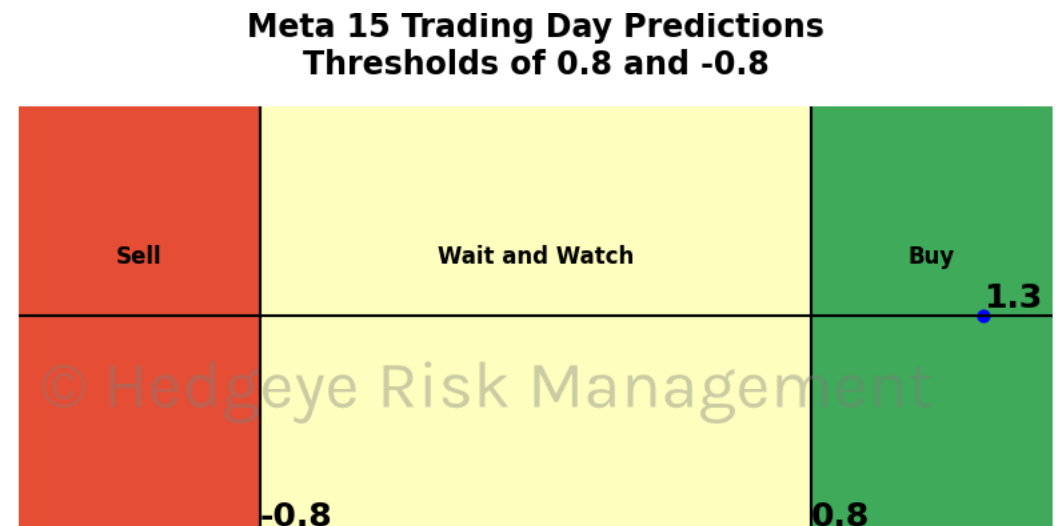 Meta 15 Trading Day Predictions
Thresholds of 0.8 and -0.8
Sell
Wait and Watch
Buy
1.3
© Hedgeye Risk Management
-0.8
0.8